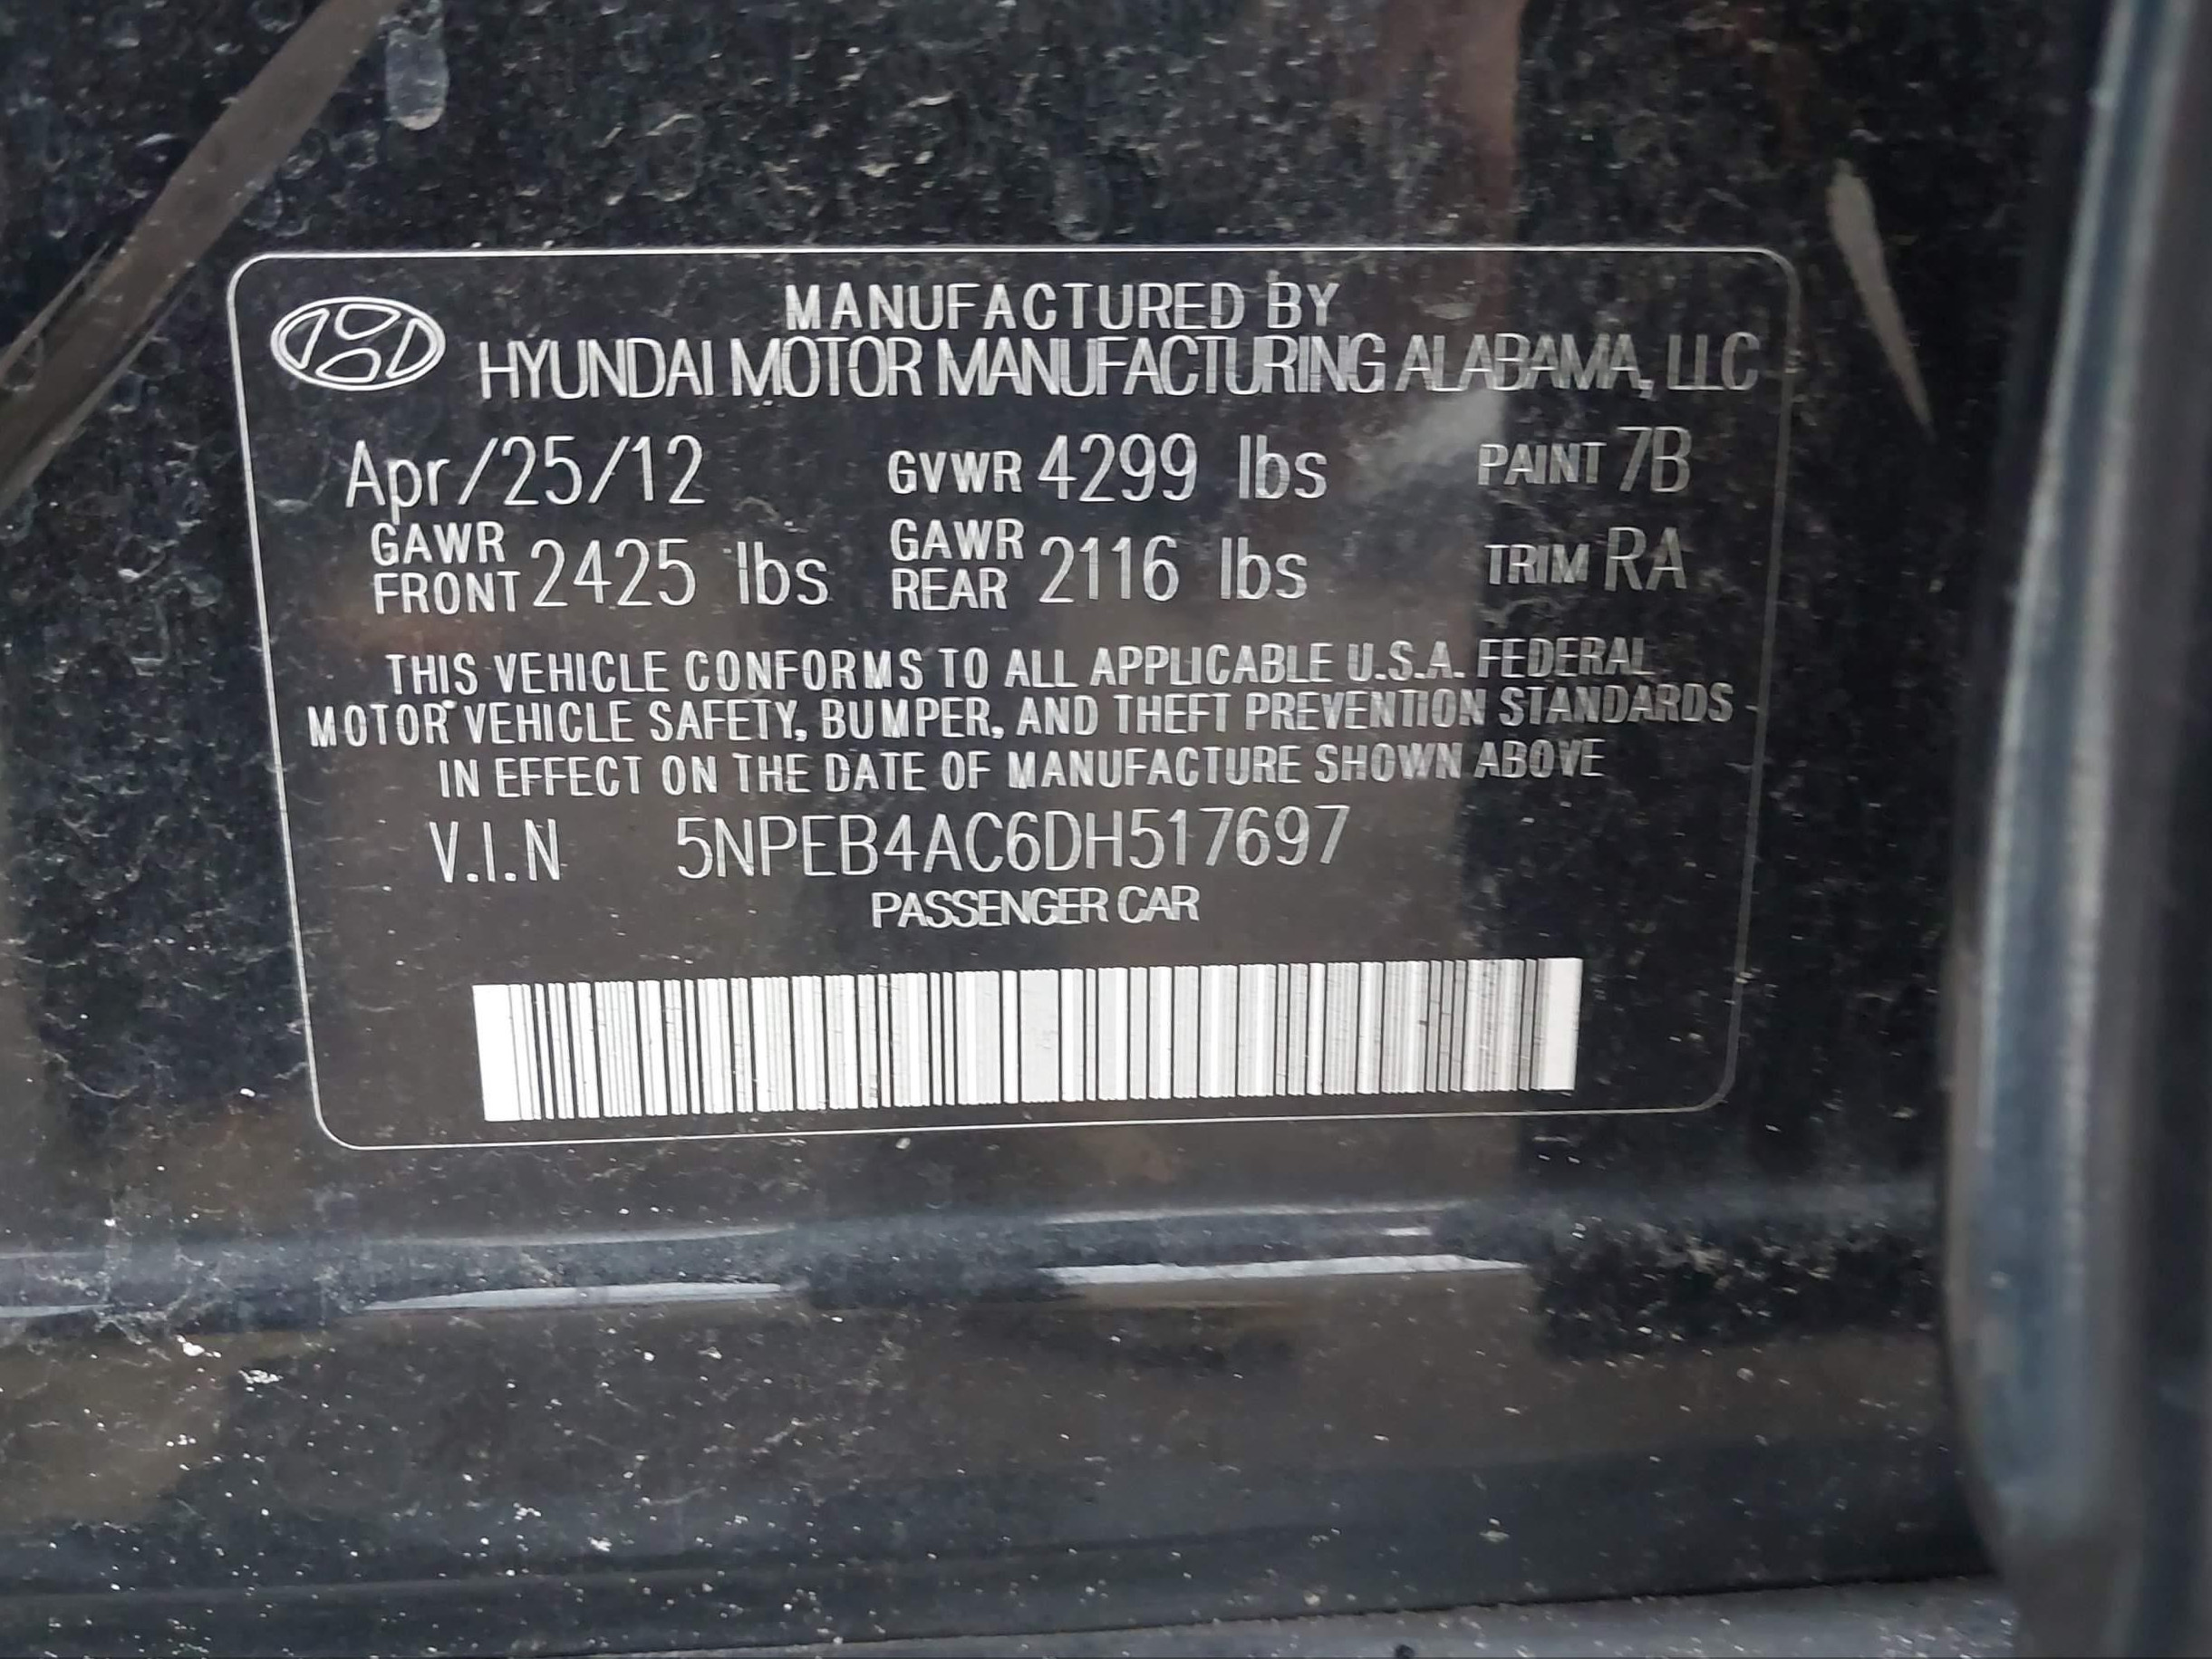 MANUFACTURED BY
HYUNDAI MOTOR MANUFACTURING ALABAMA, LLC
Apr/25/12 GVWR 4299 lbs PAINT 7B
GAWR FRONT 2425 lbs GAWR REAR 2116 lbs TRIM RA
THIS VEHICLE CONFORMS TO ALL APPLICABLE U.S.A. FEDERAL
MOTOR VEHICLE SAFETY, BUMPER, AND THEFT PREVENTION STANDARDS
IN EFFECT ON THE DATE OF MANUFACTURE SHOWN ABOVE
V.I.N 5NPEB4AC6DH517697
PASSENGER CAR